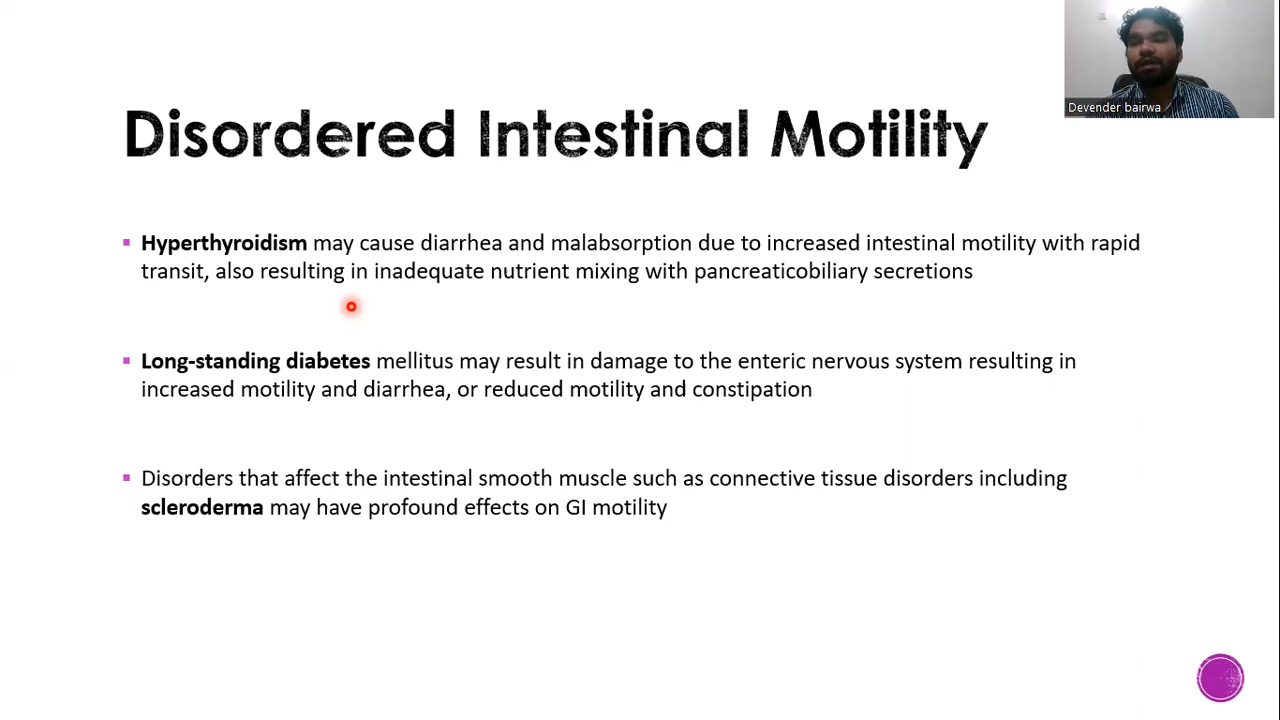 Devender bairwa
Disordered Intestinal Motility
Hyperthyroidism may cause diarrhea and malabsorption due to increased intestinal motility with rapid
transit, also resulting in inadequate nutrient mixing with pancreaticobiliary secretions
Long-standing diabetes mellitus may result in damage to the enteric nervous system resulting in
increased motility and diarrhea, or reduced motility and constipation
Disorders that affect the intestinal smooth muscle such as connective tissue disorders including
scleroderma may have profound effects on GI motility